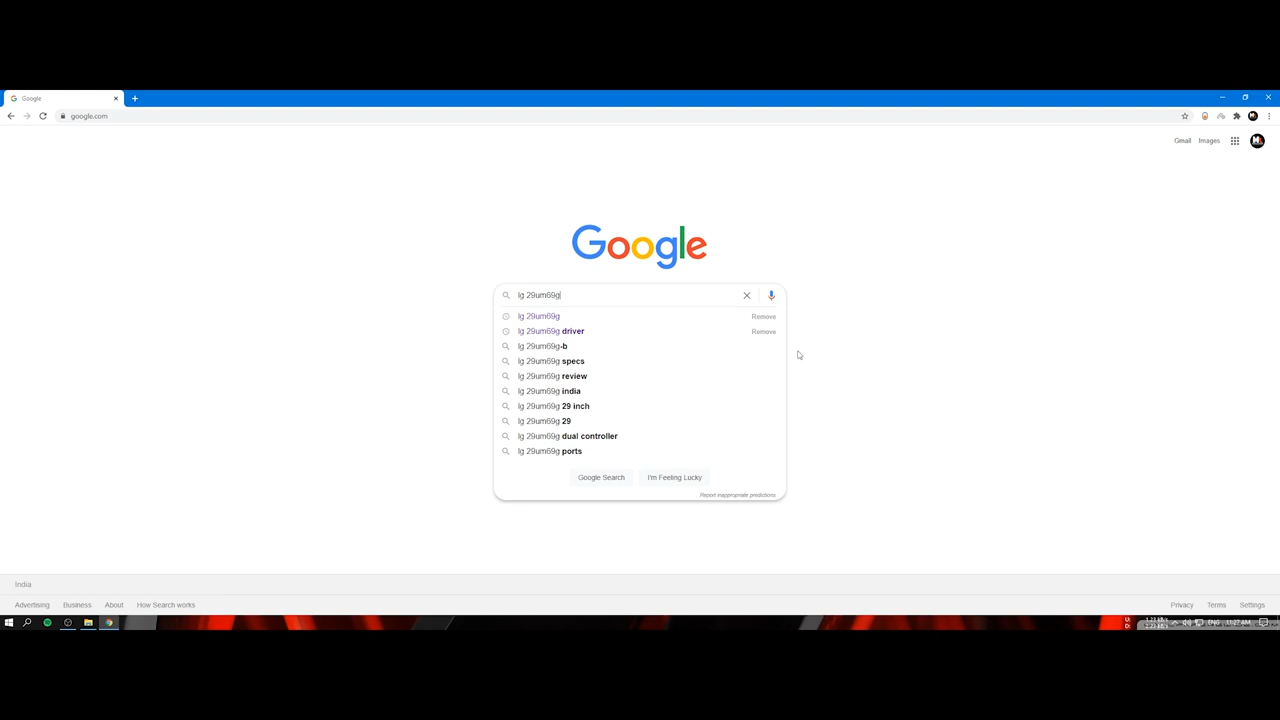 Google
google.com
Gmail Images
Google
lg 29um69g
lg 29um69g Remove
lg 29um69g driver Remove
lg 29um69g-b
lg 29um69g specs
lg 29um69g review
lg 29um69g india
lg 29um69g 29 inch
lg 29um69g 29
lg 29um69g dual controller
lg 29um69g ports
Google Search I'm Feeling Lucky
Report inappropriate predictions
India
Advertising Business About How Search works Privacy Terms Settings
U:
D:
ENG 11:27 AM